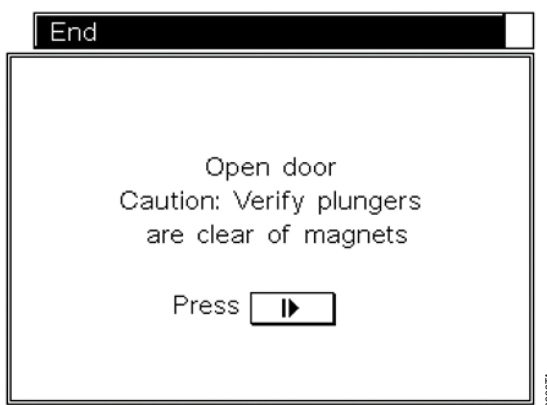 End
Open door
Caution: Verify plungers
are clear of magnets
Press